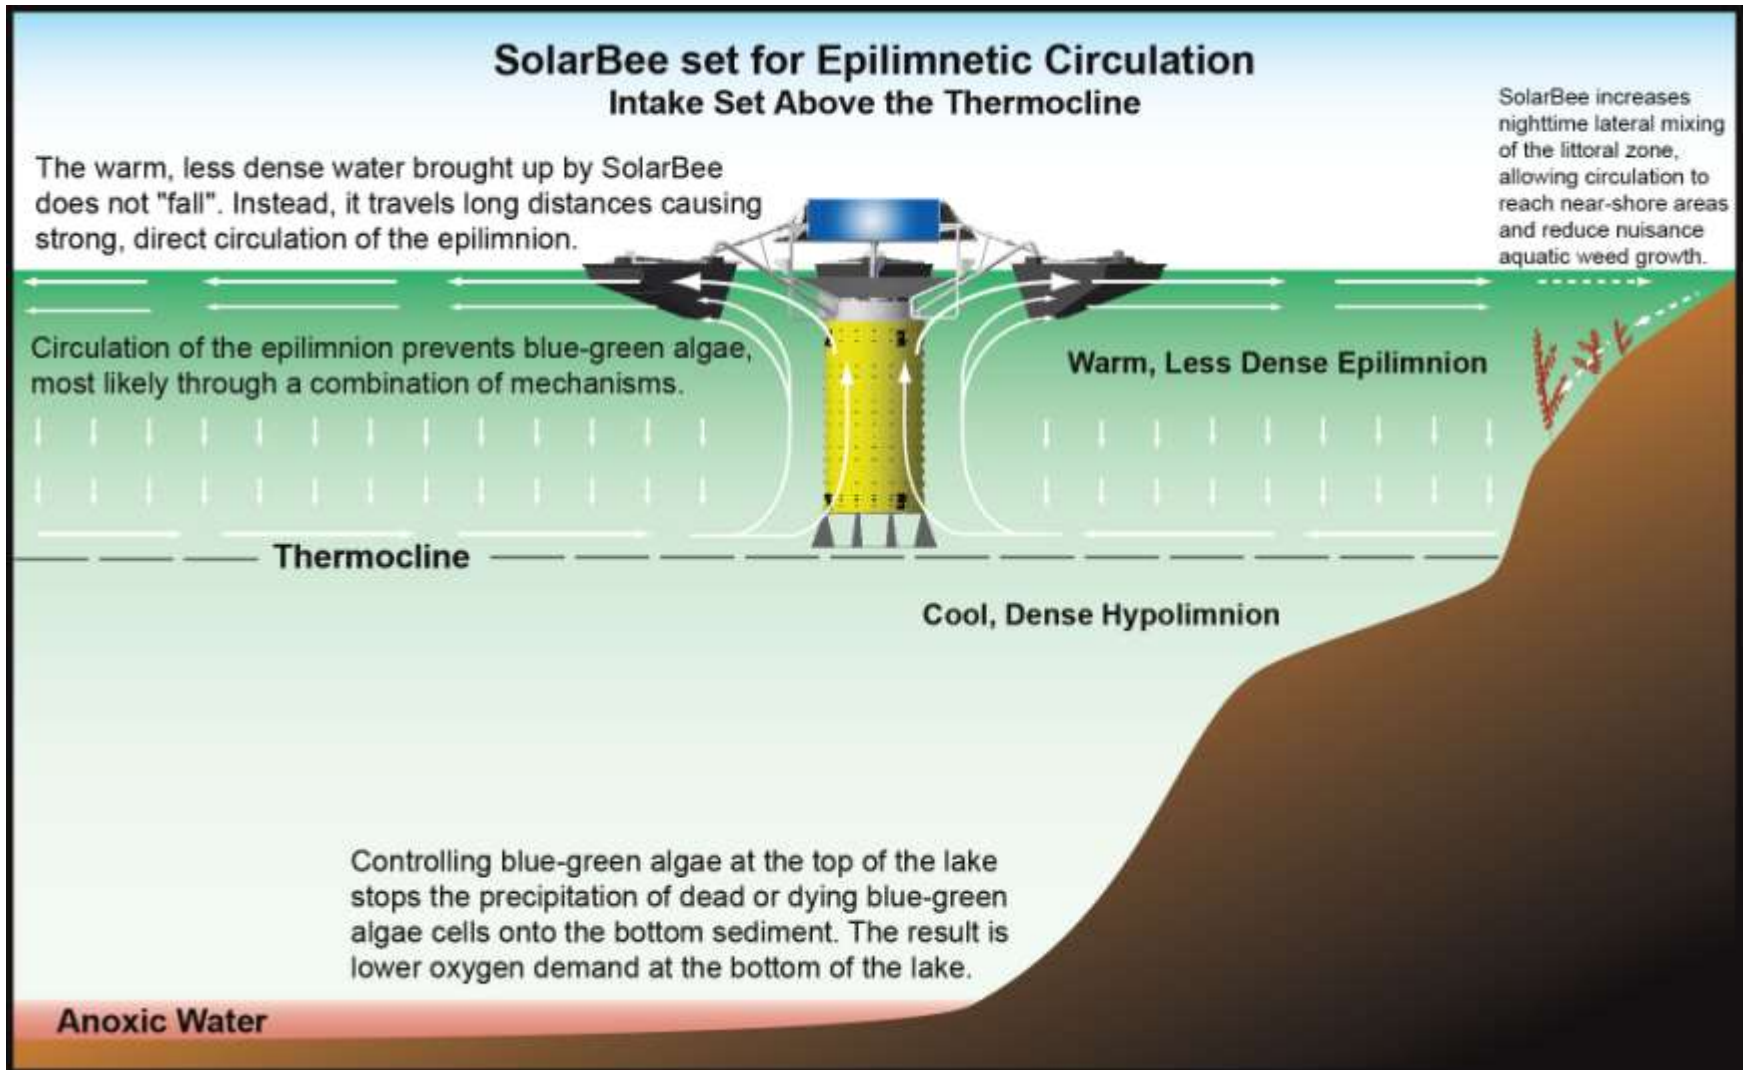 SolarBee set for Epilimnetic Circulation
Intake Set Above the Thermocline
SolarBee increases
nighttime lateral mixing
of the littoral zone,
allowing circulation to
reach near-shore areas
and reduce nuisance
aquatic weed growth.
The warm, less dense water brought up by SolarBee
does not "fall". Instead, it travels long distances causing
strong, direct circulation of the epilimnion.
Circulation of the epilimnion prevents blue-green algae,
most likely through a combination of mechanisms.
Warm, Less Dense Epilimnion
Thermocline
Cool, Dense Hypolimnion
Controlling blue-green algae at the top of the lake
stops the precipitation of dead or dying blue-green
algae cells onto the bottom sediment. The result is
lower oxygen demand at the bottom of the lake.
Anoxic Water